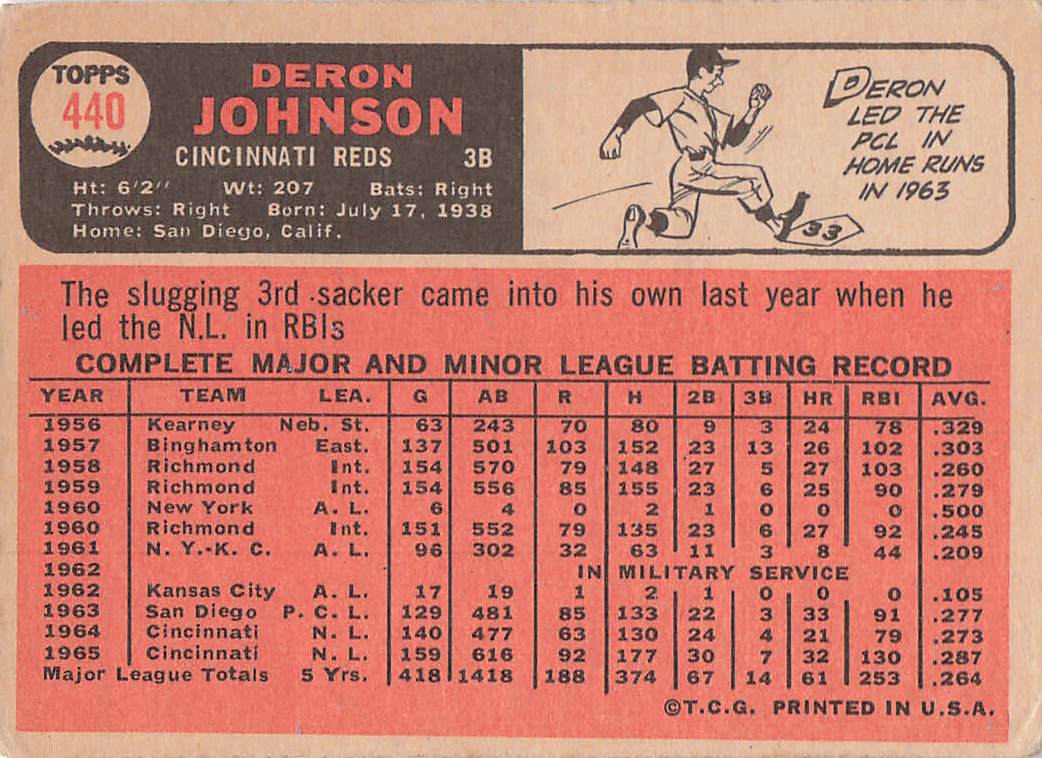 TOPPS
440
DERON
JOHNSON
CINCINNATI REDS 3B
Ht: 6'2" Wt: 207 Bats: Right
Throws: Right Born: July 17, 1938
Home: San Diego, Calif.
DERON
LED THE
PCL IN
HOME RUNS
IN 1963
33
The slugging 3rd sacker came into his own last year when he
led the N.L. in RBIs
COMPLETE MAJOR AND MINOR LEAGUE BATTING RECORD
YEAR TEAM LEA. G AB R H 2B 3B HR RBI AVG.
1956 Kearney Neb. St. 63 243 70 80 9 3 24 78 .329
1957 Binghamton East. 137 501 103 152 23 13 26 102 .303
1958 Richmond Int. 154 570 79 148 27 5 27 103 .260
1959 Richmond Int. 154 556 85 155 23 6 25 90 .279
1960 New York A. L. 6 4 0 2 1 0 0 0 .500
1960 Richmond Int. 151 552 79 135 23 6 27 92 .245
1961 N. Y.-K. C. A. L. 96 302 32 63 11 3 8 44 .209
1962 IN MILITARY SERVICE
1962 Kansas City A. L. 17 19 1 2 1 0 0 0 .105
1963 San Diego P. C. L. 129 481 85 133 22 3 33 91 .277
1964 Cincinnati N. L. 140 477 63 130 24 4 21 79 .273
1965 Cincinnati N. L. 159 616 92 177 30 7 32 130 .287
Major League Totals 5 Yrs. 418 1418 188 374 67 14 61 253 .264
©T.C.G. PRINTED IN U.S.A.